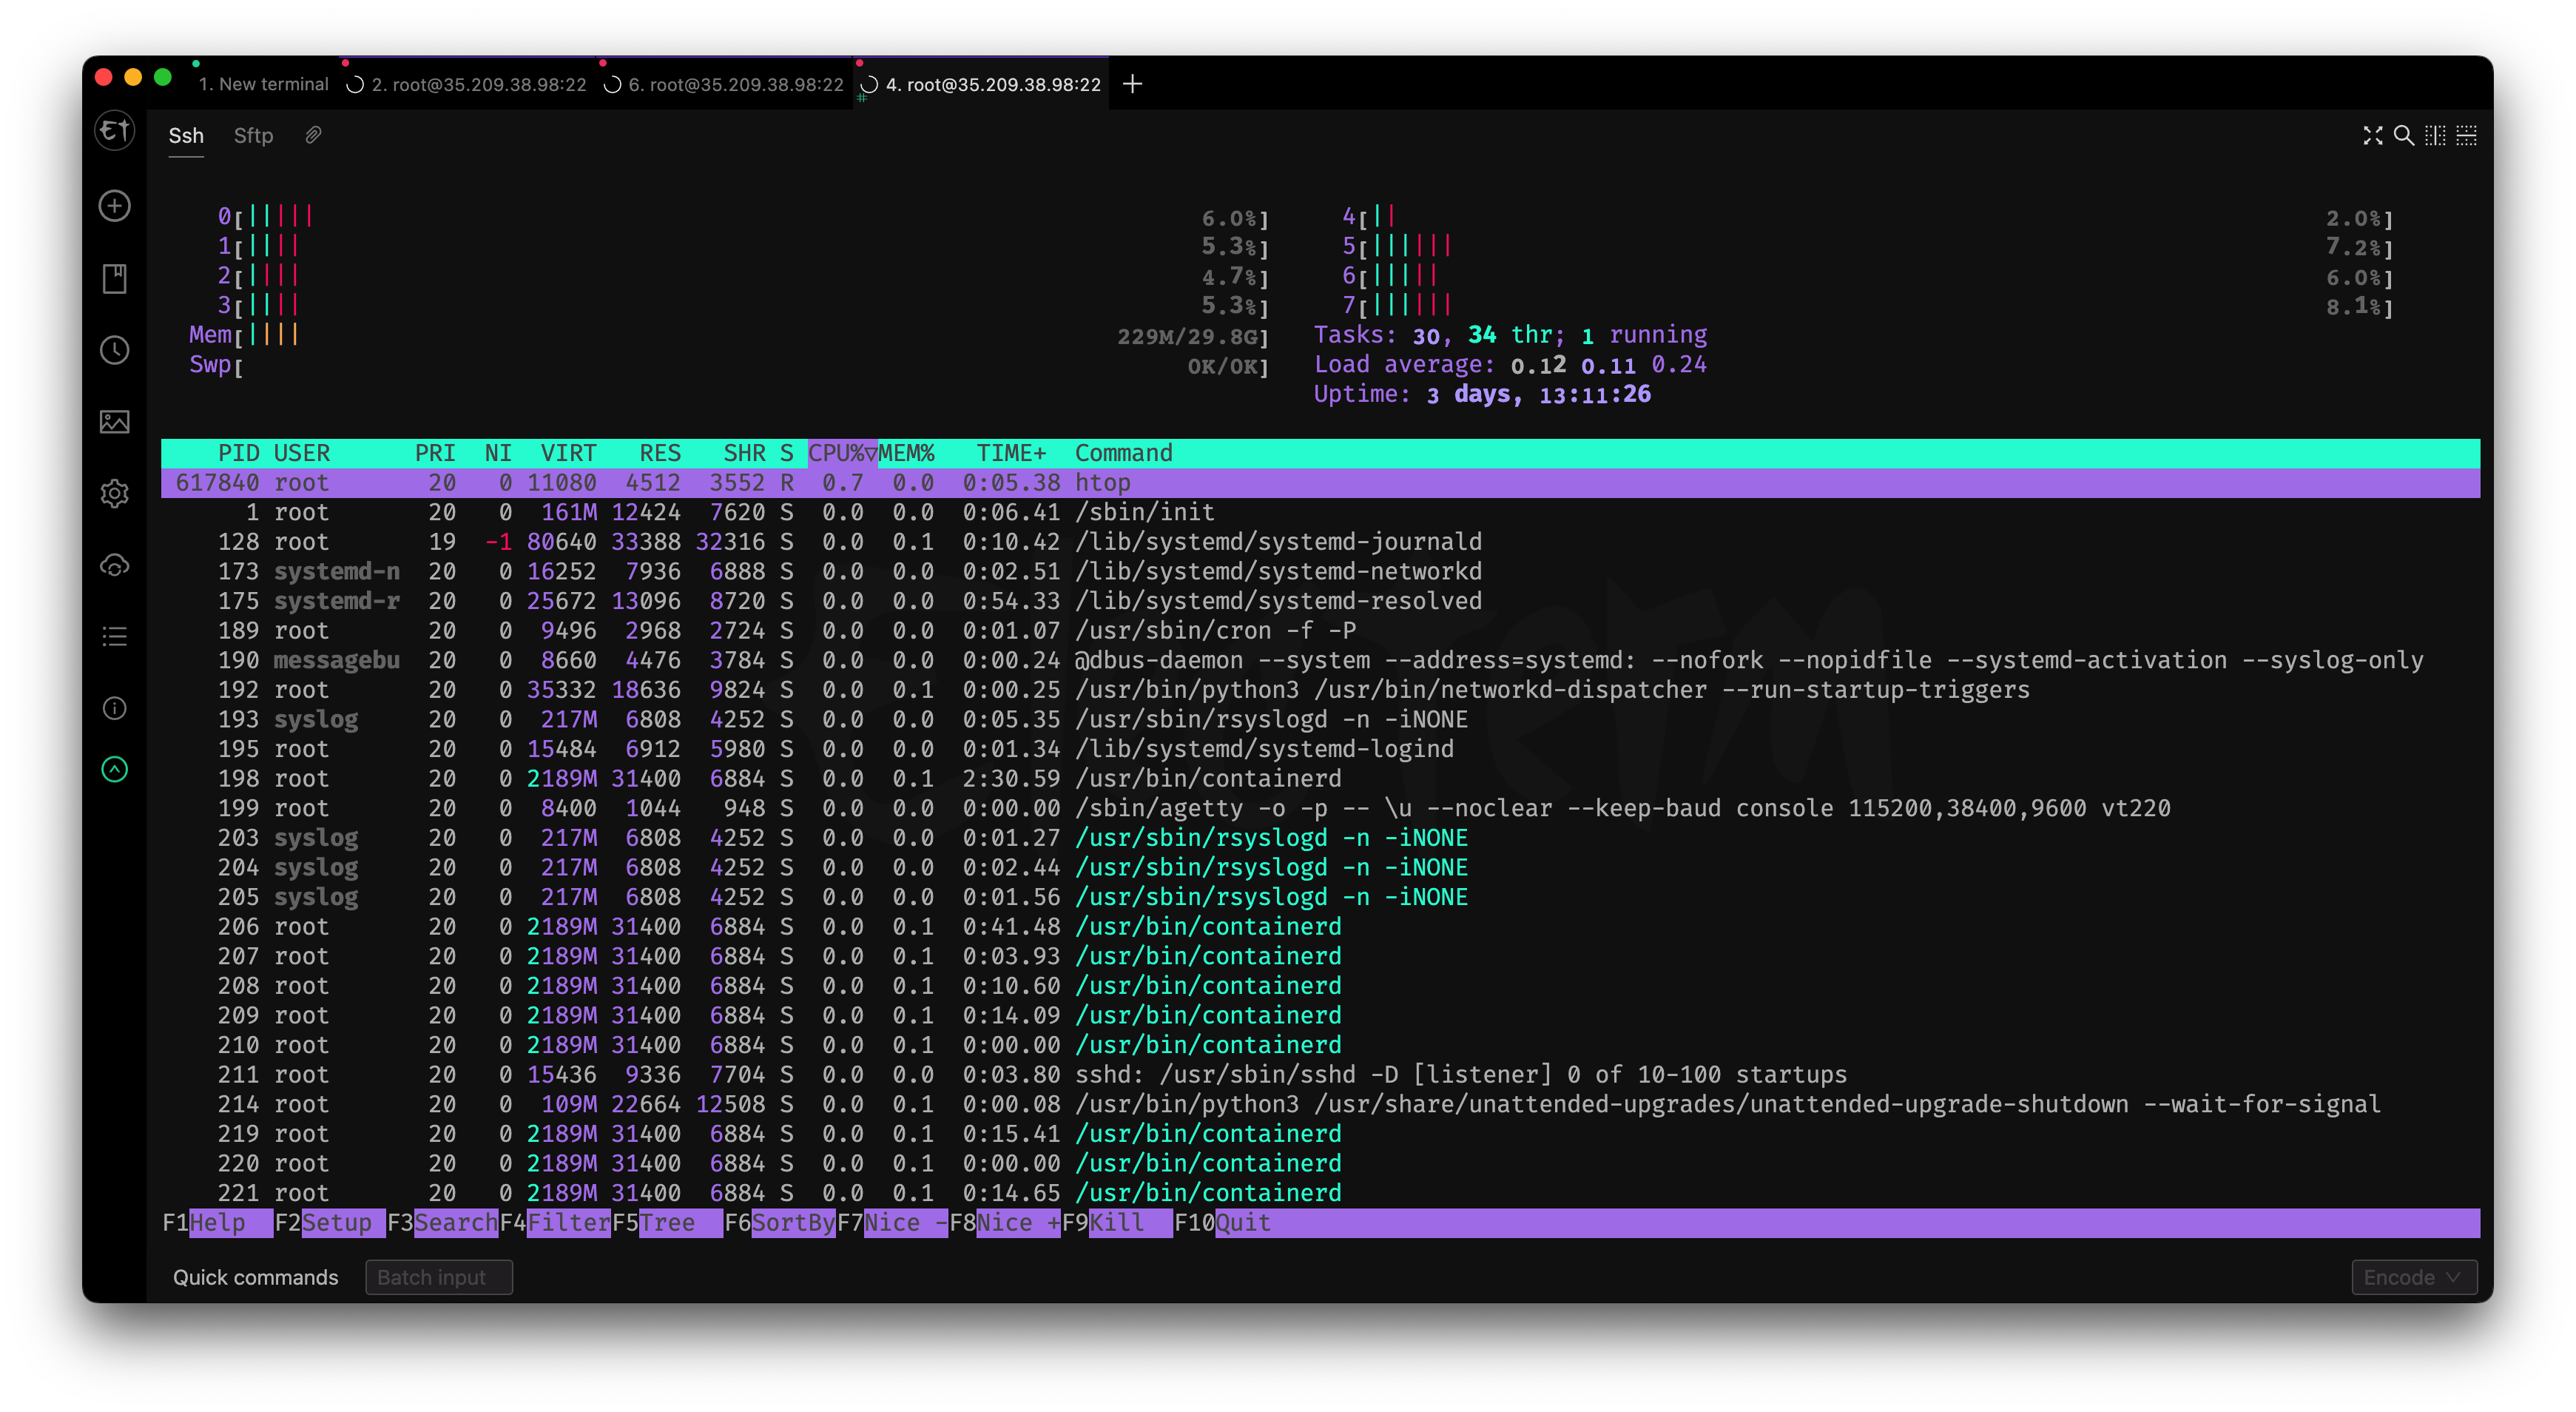 1. New terminal 2. root@35.209.38.98:22 6. root@35.209.38.98:22 4. root@35.209.38.98:22
Ssh Sftp
0[||||| 6.0%] 4[|| 2.0%]
1[|||| 5.3%] 5[|||||| 7.2%]
2[|||| 4.7%] 6[||||| 6.0%]
3[|||| 5.3%] 7[|||||| 8.1%]
Mem[|||| 229M/29.8G] Tasks: 30, 34 thr; 1 running
Swp[ 0K/0K] Load average: 0.12 0.11 0.24
Uptime: 3 days, 13:11:26
PID USER PRI NI VIRT RES SHR S CPU%▽MEM% TIME+ Command
617840 root 20 0 11080 4512 3552 R 0.7 0.0 0:05.38 htop
1 root 20 0 161M 12424 7620 S 0.0 0.0 0:06.41 /sbin/init
128 root 19 -1 80640 33388 32316 S 0.0 0.1 0:10.42 /lib/systemd/systemd-journald
173 systemd-n 20 0 16252 7936 6888 S 0.0 0.0 0:02.51 /lib/systemd/systemd-networkd
175 systemd-r 20 0 25672 13096 8720 S 0.0 0.0 0:54.33 /lib/systemd/systemd-resolved
189 root 20 0 9496 2968 2724 S 0.0 0.0 0:01.07 /usr/sbin/cron -f -P
190 messagebu 20 0 8660 4476 3784 S 0.0 0.0 0:00.24 @dbus-daemon --system --address=systemd: --nofork --nopidfile --systemd-activation --syslog-only
192 root 20 0 35332 18636 9824 S 0.0 0.1 0:00.25 /usr/bin/python3 /usr/bin/networkd-dispatcher --run-startup-triggers
193 syslog 20 0 217M 6808 4252 S 0.0 0.0 0:05.35 /usr/sbin/rsyslogd -n -iNONE
195 root 20 0 15484 6912 5980 S 0.0 0.0 0:01.34 /lib/systemd/systemd-logind
198 root 20 0 2189M 31400 6884 S 0.0 0.1 2:30.59 /usr/bin/containerd
199 root 20 0 8400 1044 948 S 0.0 0.0 0:00.00 /sbin/agetty -o -p -- \u --noclear --keep-baud console 115200,38400,9600 vt220
203 syslog 20 0 217M 6808 4252 S 0.0 0.0 0:01.27 /usr/sbin/rsyslogd -n -iNONE
204 syslog 20 0 217M 6808 4252 S 0.0 0.0 0:02.44 /usr/sbin/rsyslogd -n -iNONE
205 syslog 20 0 217M 6808 4252 S 0.0 0.0 0:01.56 /usr/sbin/rsyslogd -n -iNONE
206 root 20 0 2189M 31400 6884 S 0.0 0.1 0:41.48 /usr/bin/containerd
207 root 20 0 2189M 31400 6884 S 0.0 0.1 0:03.93 /usr/bin/containerd
208 root 20 0 2189M 31400 6884 S 0.0 0.1 0:10.60 /usr/bin/containerd
209 root 20 0 2189M 31400 6884 S 0.0 0.1 0:14.09 /usr/bin/containerd
210 root 20 0 2189M 31400 6884 S 0.0 0.1 0:00.00 /usr/bin/containerd
211 root 20 0 15436 9336 7704 S 0.0 0.0 0:03.80 sshd: /usr/sbin/sshd -D [listener] 0 of 10-100 startups
214 root 20 0 109M 22664 12508 S 0.0 0.1 0:00.08 /usr/bin/python3 /usr/share/unattended-upgrades/unattended-upgrade-shutdown --wait-for-signal
219 root 20 0 2189M 31400 6884 S 0.0 0.1 0:15.41 /usr/bin/containerd
220 root 20 0 2189M 31400 6884 S 0.0 0.1 0:00.00 /usr/bin/containerd
221 root 20 0 2189M 31400 6884 S 0.0 0.1 0:14.65 /usr/bin/containerd
F1Help F2Setup F3SearchF4FilterF5Tree F6SortByF7Nice -F8Nice +F9Kill F10Quit
Quick commands Batch input Encode